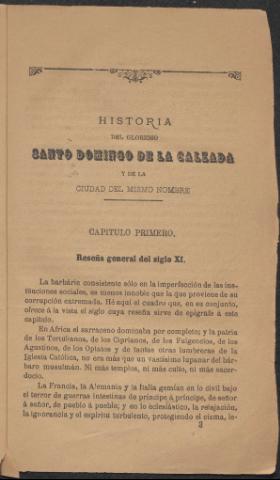 HISTORIA
DEL GLORIOSO
SANTO DOMINGO DE LA CALZADA
Y DE LA
CIUDAD DEL MISMO NOMBRE
CAPITULO PRIMERO.
Reseña general del siglo XI.
La barbárie consistente sólo en la imperfección de las ins-
tituciones sociales, es menos innoble que la que proviene de su
corrupción extremada. Hé aquí el cuadro que, en su conjunto,
ofrece á la vista el siglo cuya reseña sirve de epígrafe á este
capítulo.
En Africa el sarraceno dominaba por completo; y la patria
de los Tertulianos, de los Ciprianos, de los Fulgencios, de los
Agustinos, de los Optatos y de tantas otras lumbreras de la
Iglesia Católica, no era más que un vastísimo lupanar del bár-
baro musulmán. Ni más templos, ni más culto, ni más sacer-
docio.
La Francia, la Alemania y la Italia gemían en lo civil bajo
el terror de guerras intestinas de príncipe á príncipe, de señor
á señor, de pueblo á pueblo; y en lo eclesiástico, la relajación,
la ignorancia y el espíritu turbulento, protegiendo el cisma, le-
3